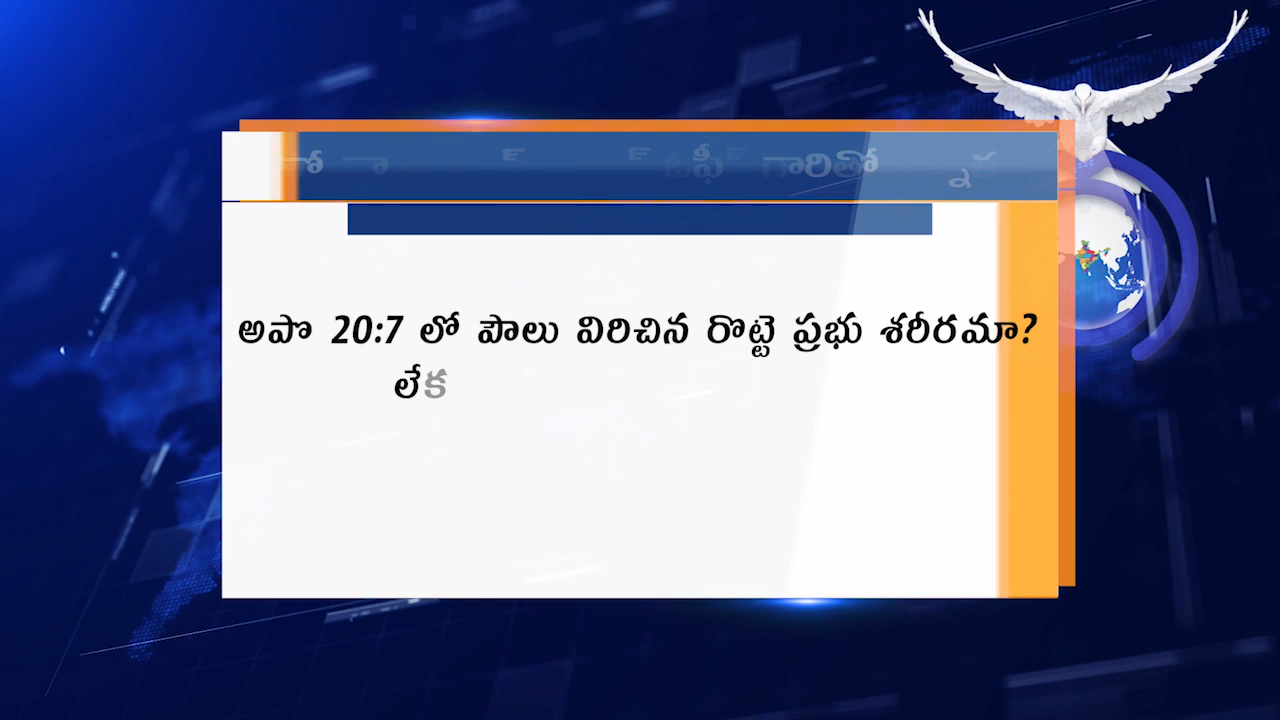 గారితో
అపొ 20:7 లో పౌలు విరిచిన రొట్టె ప్రభు శరీరమా?
లేక